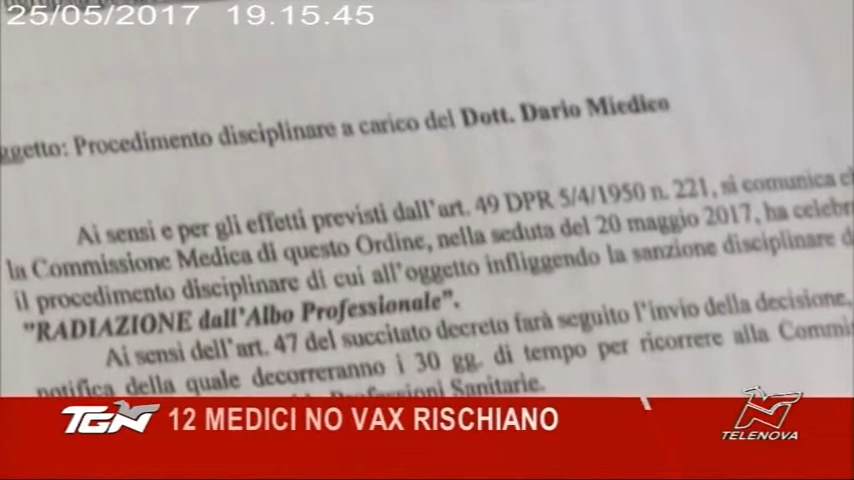 25/05/2017 19.15.45
ggetto: Procedimento disciplinare a carico del Dott. Dario Miedico
Ai sensi e per gli effetti previsti dall'art. 49 DPR 5/4/1950 n. 221, si comunica
la Commissione Medica di questo Ordine, nella seduta del 20 maggio 2017, ha celebr
il procedimento disciplinare di cui all'oggetto infliggendo la sanzione disciplinare d
"RADIAZIONE dall'Albo Professionale".
Ai sensi dell'art. 47 del succitato decreto farà seguito l'invio della decisione,
notifica della quale decorreranno i 30 gg. di tempo per ricorrere alla Commis
Professioni Sanitarie.
TGN 12 MEDICI NO VAX RISCHIANO
TELENOVA